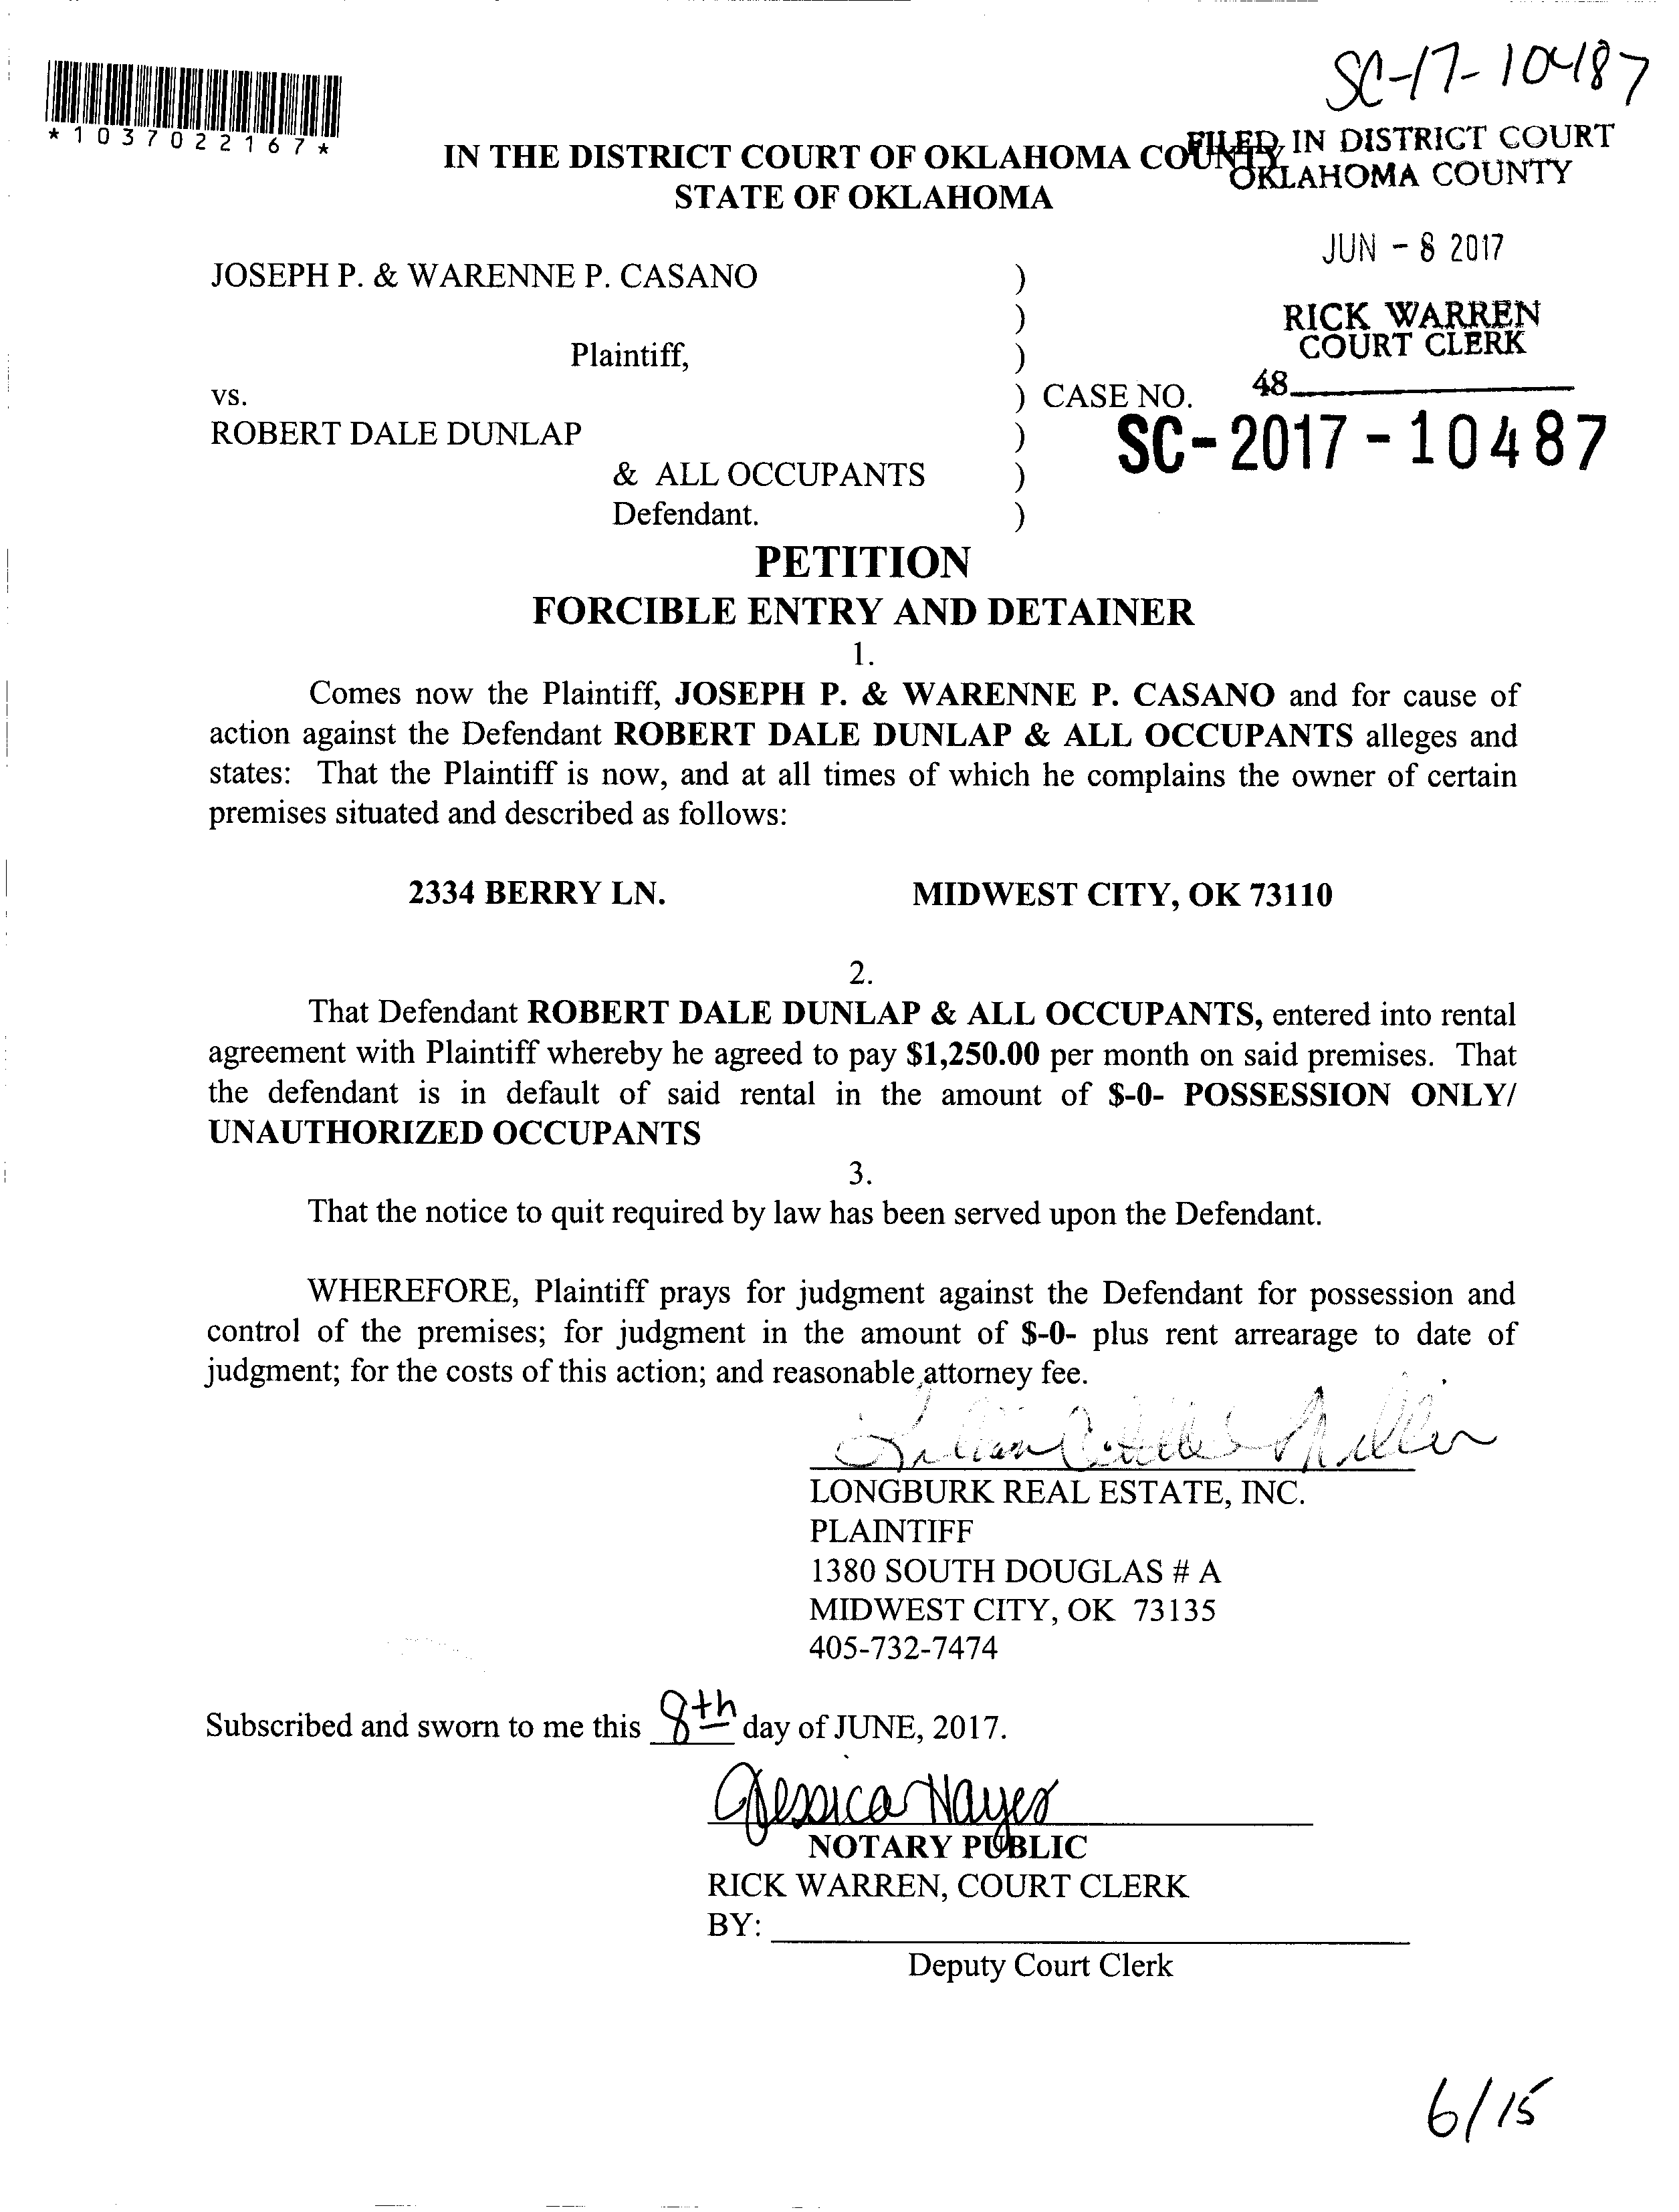 SC-17-10487
*1037022167*
FILED IN DISTRICT COURT
OKLAHOMA COUNTY
IN THE DISTRICT COURT OF OKLAHOMA COUNTY
STATE OF OKLAHOMA
JUN - 8 2017
RICK WARREN
COURT CLERK
48
JOSEPH P. & WARENNE P. CASANO )
)
Plaintiff, )
vs. ) CASE NO.
SC-2017-10487
ROBERT DALE DUNLAP )
& ALL OCCUPANTS )
Defendant. )
PETITION
FORCIBLE ENTRY AND DETAINER
1.
Comes now the Plaintiff, JOSEPH P. & WARENNE P. CASANO and for cause of
action against the Defendant ROBERT DALE DUNLAP & ALL OCCUPANTS alleges and
states: That the Plaintiff is now, and at all times of which he complains the owner of certain
premises situated and described as follows:
2334 BERRY LN. MIDWEST CITY, OK 73110
2.
That Defendant ROBERT DALE DUNLAP & ALL OCCUPANTS, entered into rental
agreement with Plaintiff whereby he agreed to pay $1,250.00 per month on said premises. That
the defendant is in default of said rental in the amount of $-0- POSSESSION ONLY/
UNAUTHORIZED OCCUPANTS
3.
That the notice to quit required by law has been served upon the Defendant.
WHEREFORE, Plaintiff prays for judgment against the Defendant for possession and
control of the premises; for judgment in the amount of $-0- plus rent arrearage to date of
judgment; for the costs of this action; and reasonable attorney fee.
Miller
LONGBURK REAL ESTATE, INC.
PLAINTIFF
1380 SOUTH DOUGLAS # A
MIDWEST CITY, OK 73135
405-732-7474
Subscribed and sworn to me this 8th day of JUNE, 2017.
Jessica Hayes
NOTARY PUBLIC
RICK WARREN, COURT CLERK
BY:
Deputy Court Clerk
6/15